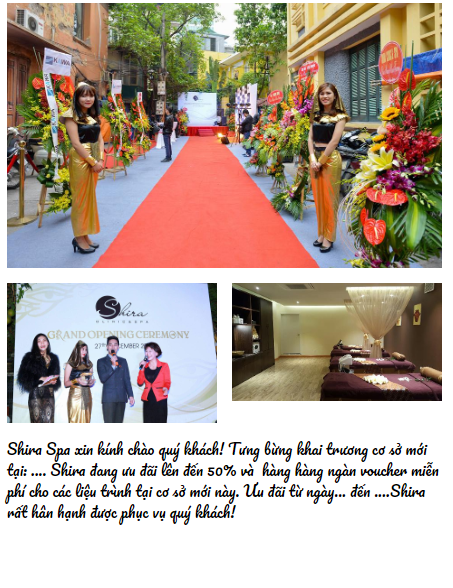 Shira
GRAND OPENING CEREMONY
Shira Spa xin kính chào quý khách! Tưng bừng khai trương cơ sở mới
tại: .... Shira đang ưu đãi lên đến 50% và hàng hàng ngàn voucher miễn
phí cho các liệu trình tại cơ sở mới này. Ưu đãi từ ngày... đến ....Shira
rất hân hạnh được phục vụ quý khách!